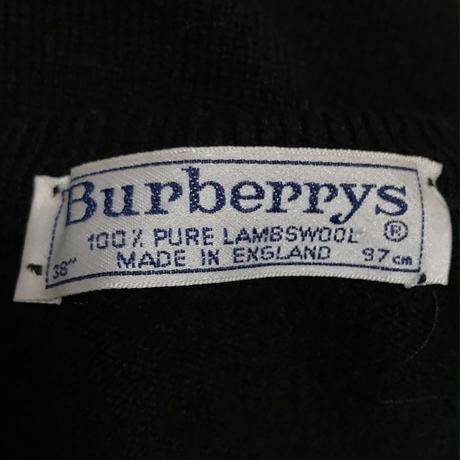 Burberrys ®
100% PURE LAMBSWOOL
38" MADE IN ENGLAND 97cm